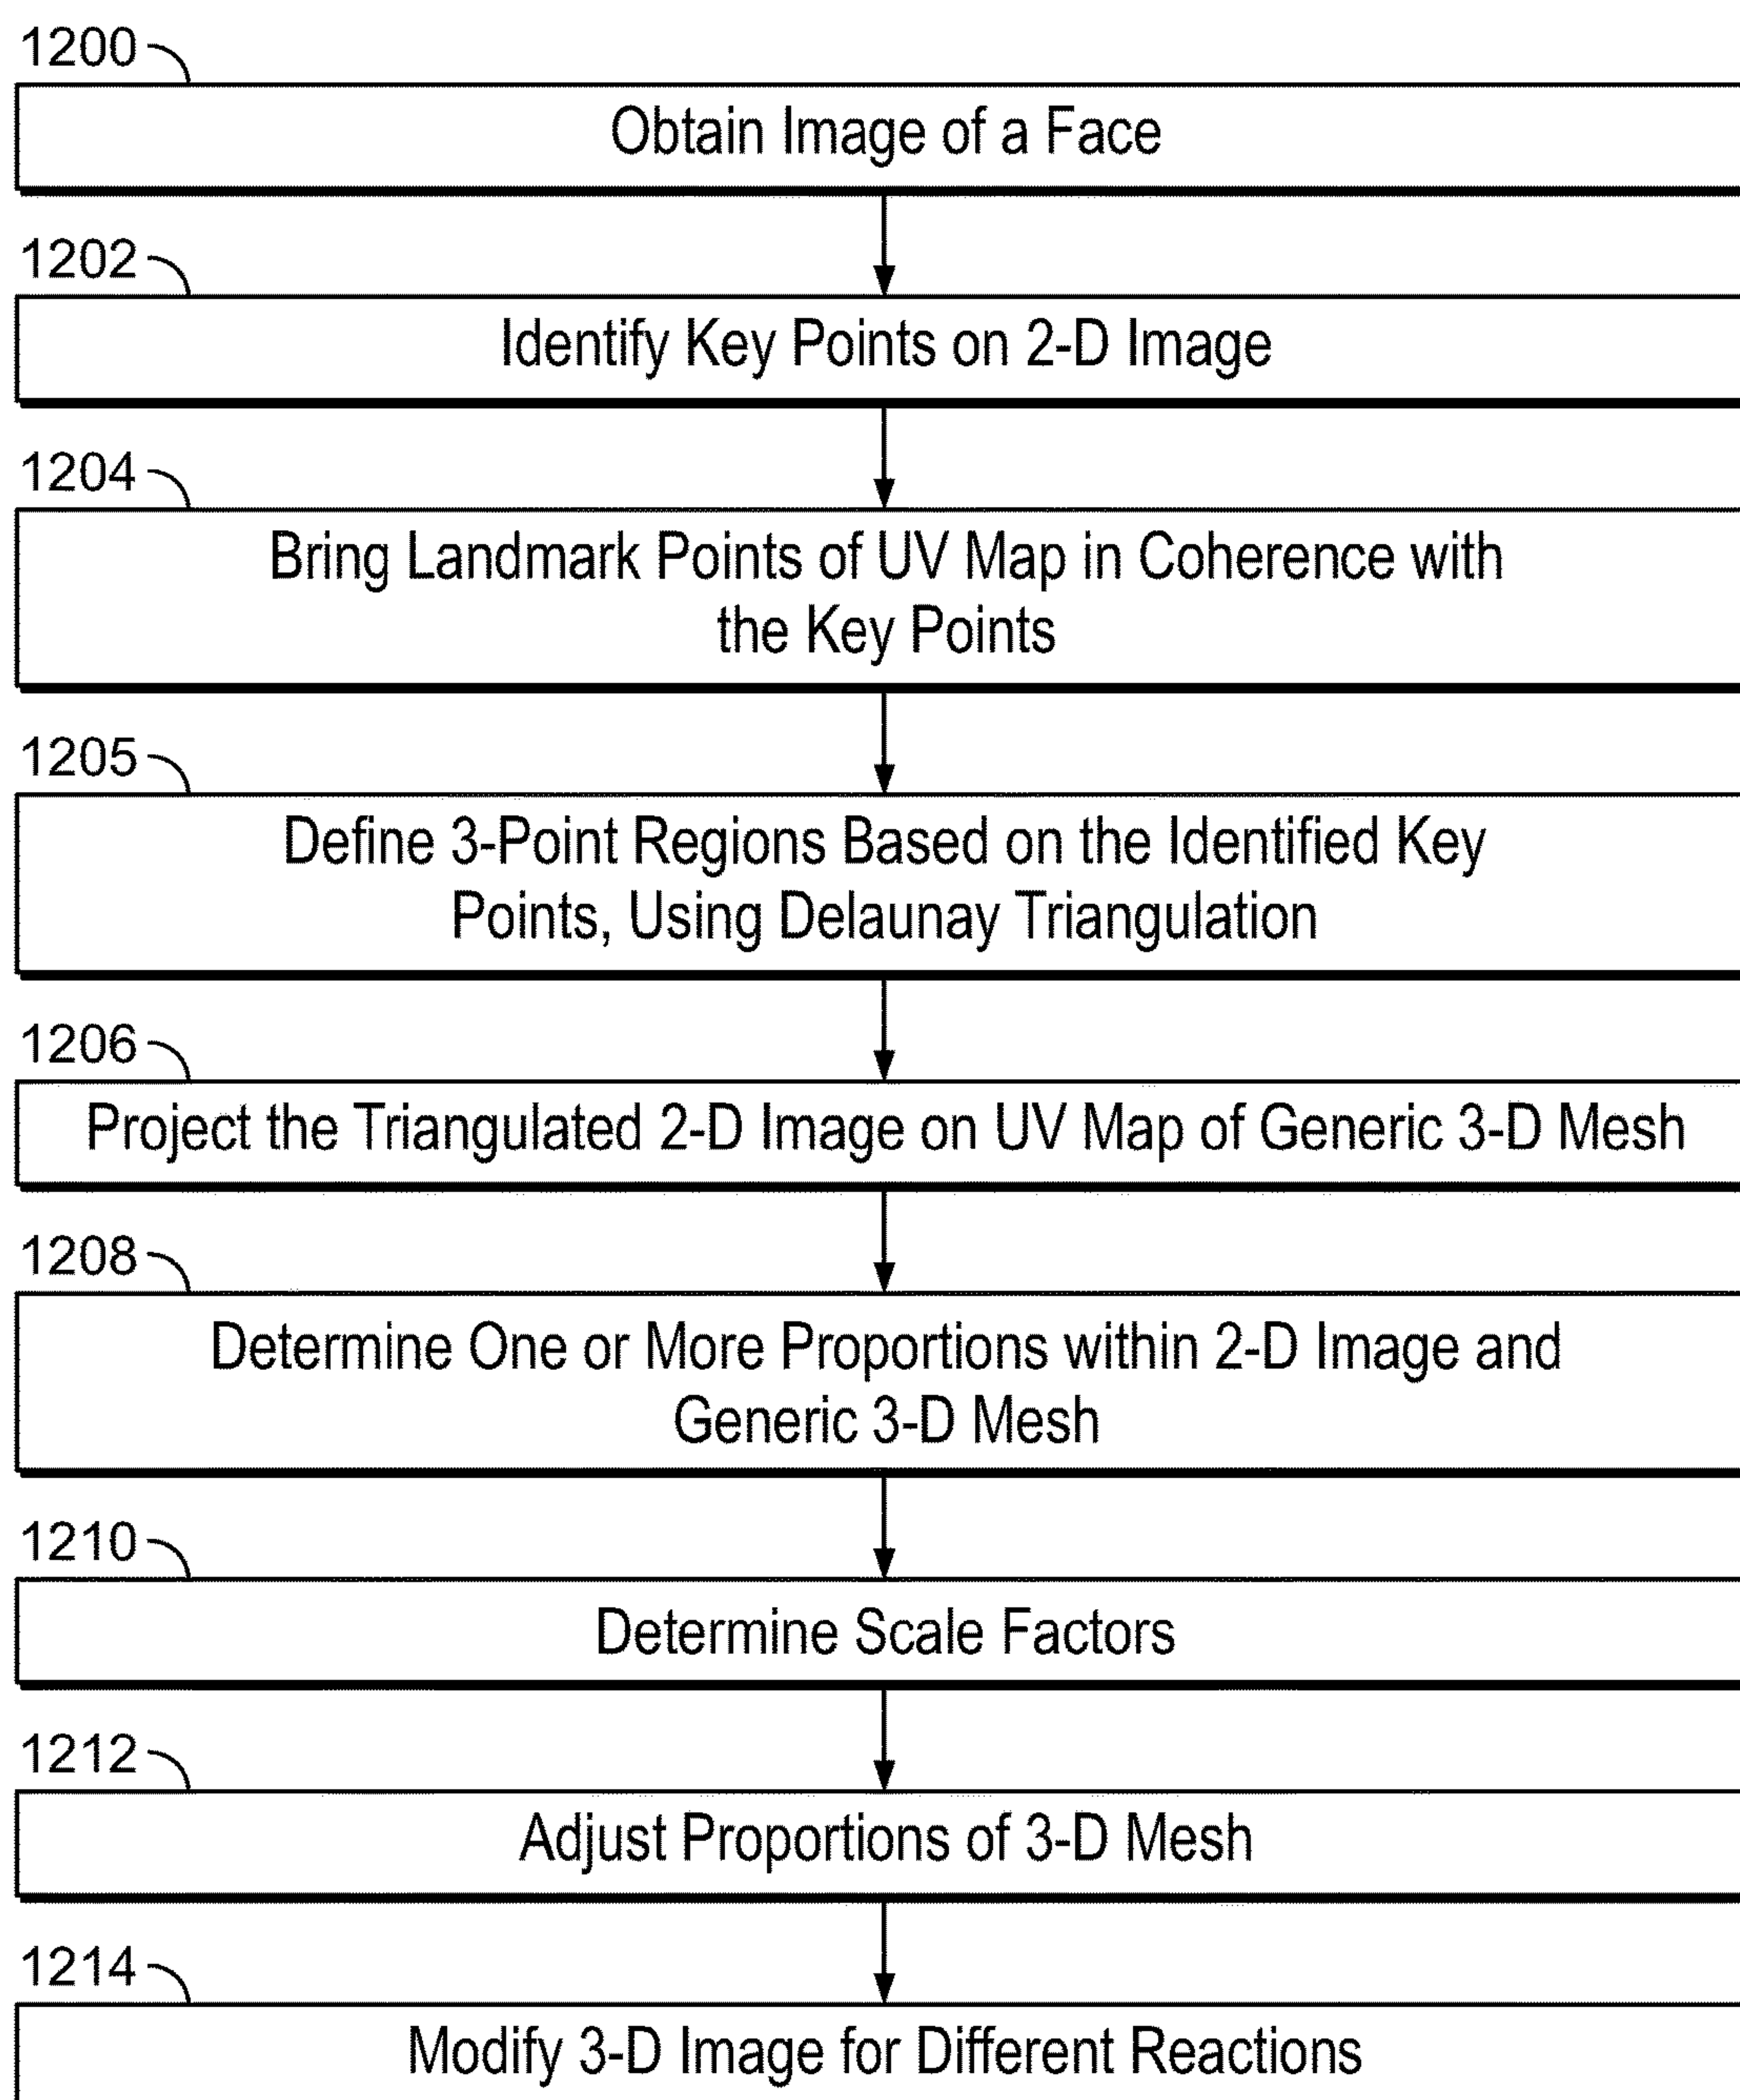 1200
Obtain Image of a Face
1202
Identify Key Points on 2-D Image
1204
Bring Landmark Points of UV Map in Coherence with
the Key Points
1205
Define 3-Point Regions Based on the Identified Key
Points, Using Delaunay Triangulation
1206
Project the Triangulated 2-D Image on UV Map of Generic 3-D Mesh
1208
Determine One or More Proportions within 2-D Image and
Generic 3-D Mesh
1210
Determine Scale Factors
1212
Adjust Proportions of 3-D Mesh
1214
Modify 3-D Image for Different Reactions